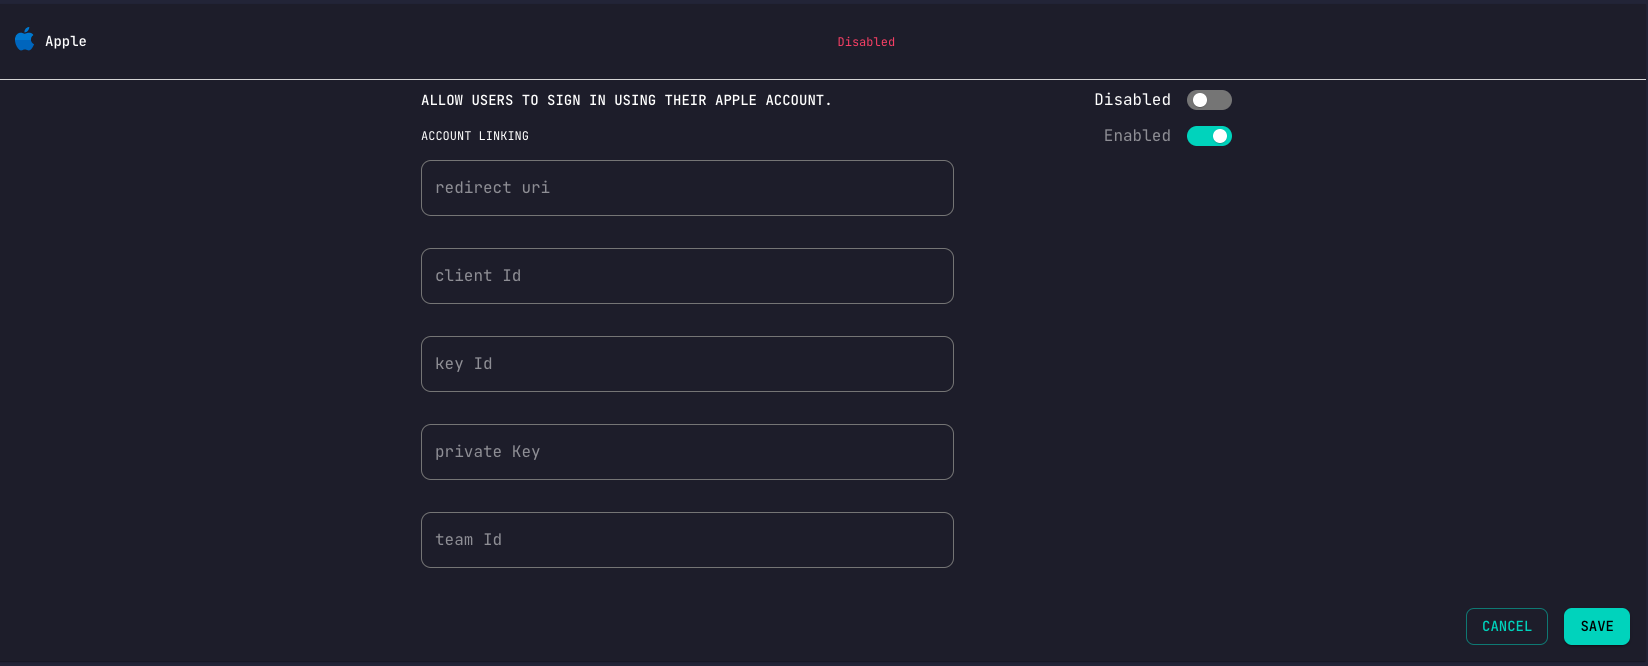 Apple
Disabled
ALLOW USERS TO SIGN IN USING THEIR APPLE ACCOUNT.
Disabled
ACCOUNT LINKING
Enabled
redirect uri
client Id
key Id
private Key
team Id
CANCEL
SAVE